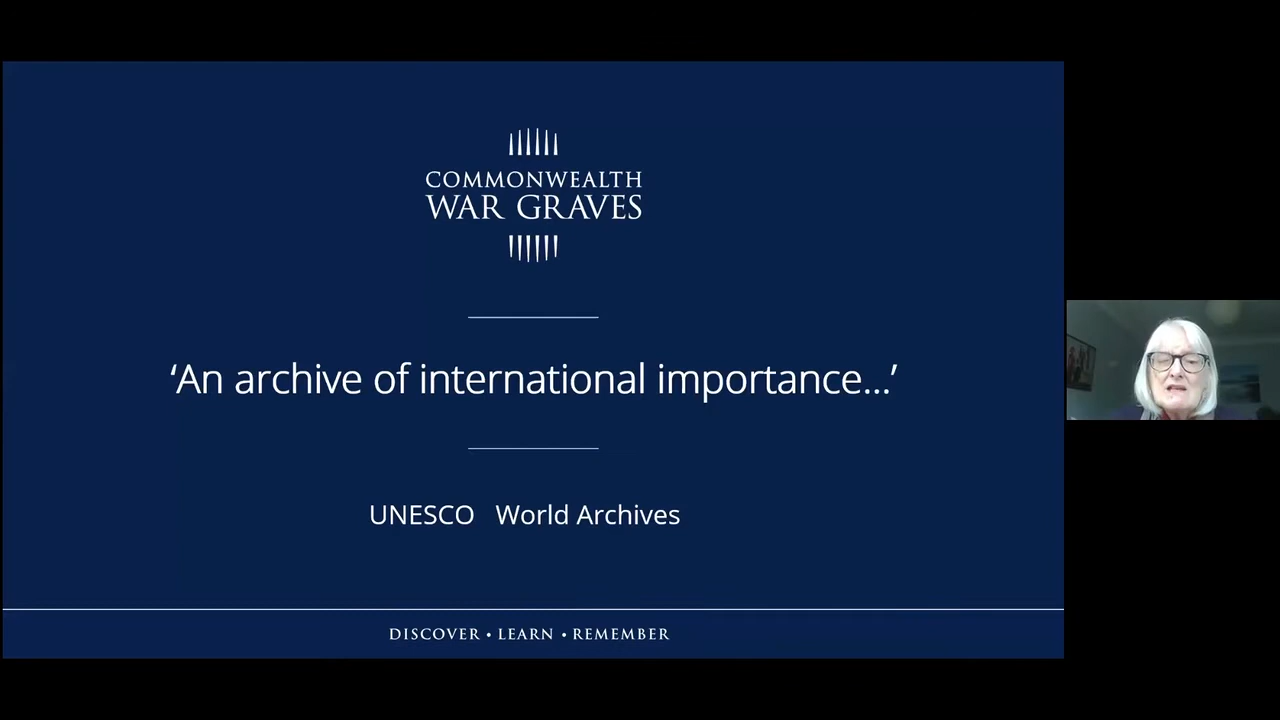 COMMONWEALTH
WAR GRAVES
‘An archive of international importance...’
UNESCO World Archives
DISCOVER • LEARN • REMEMBER